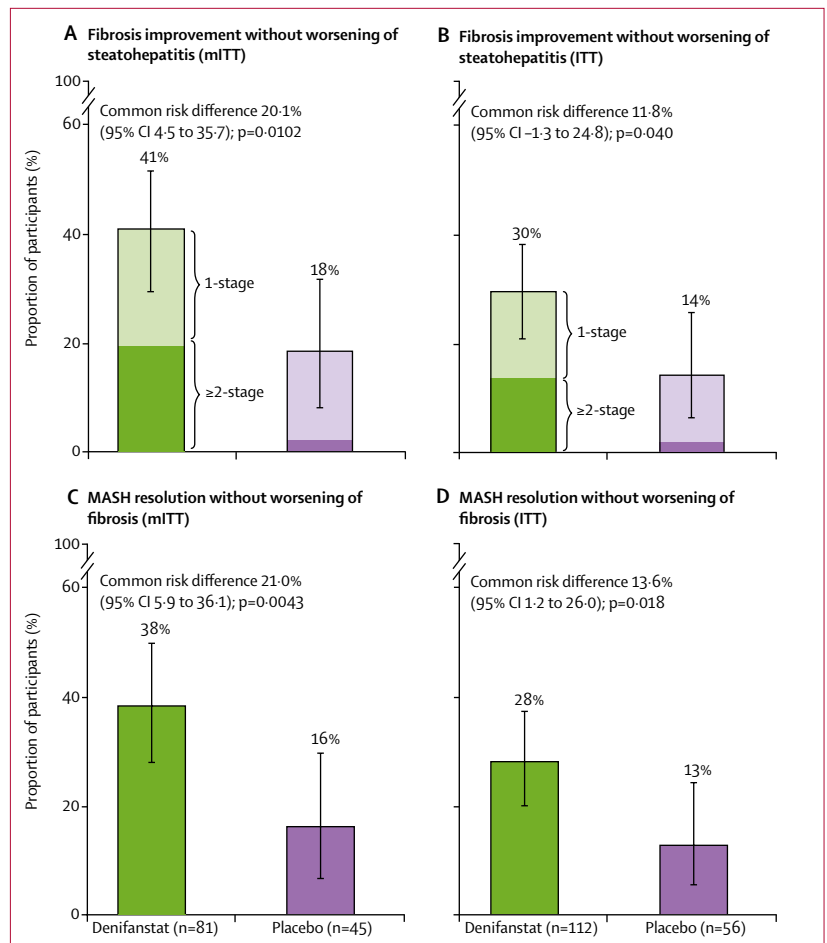 A Fibrosis improvement without worsening of
steatohepatitis (mITT)
Proportion of participants (%)
100
60
40
20
0
Common risk difference 20·1%
(95% CI 4·5 to 35·7); p=0·0102
41%
18%
1-stage
≥2-stage
B Fibrosis improvement without worsening of
steatohepatitis (ITT)
Common risk difference 11·8%
(95% CI –1·3 to 24·8); p=0·040
30%
14%
1-stage
≥2-stage
C MASH resolution without worsening of
fibrosis (mITT)
Proportion of participants (%)
100
60
40
20
0
Common risk difference 21·0%
(95% CI 5·9 to 36·1); p=0·0043
38%
16%
Denifanstat (n=81)
Placebo (n=45)
D MASH resolution without worsening of
fibrosis (ITT)
Common risk difference 13·6%
(95% CI 1·2 to 26·0); p=0·018
28%
13%
Denifanstat (n=112)
Placebo (n=56)